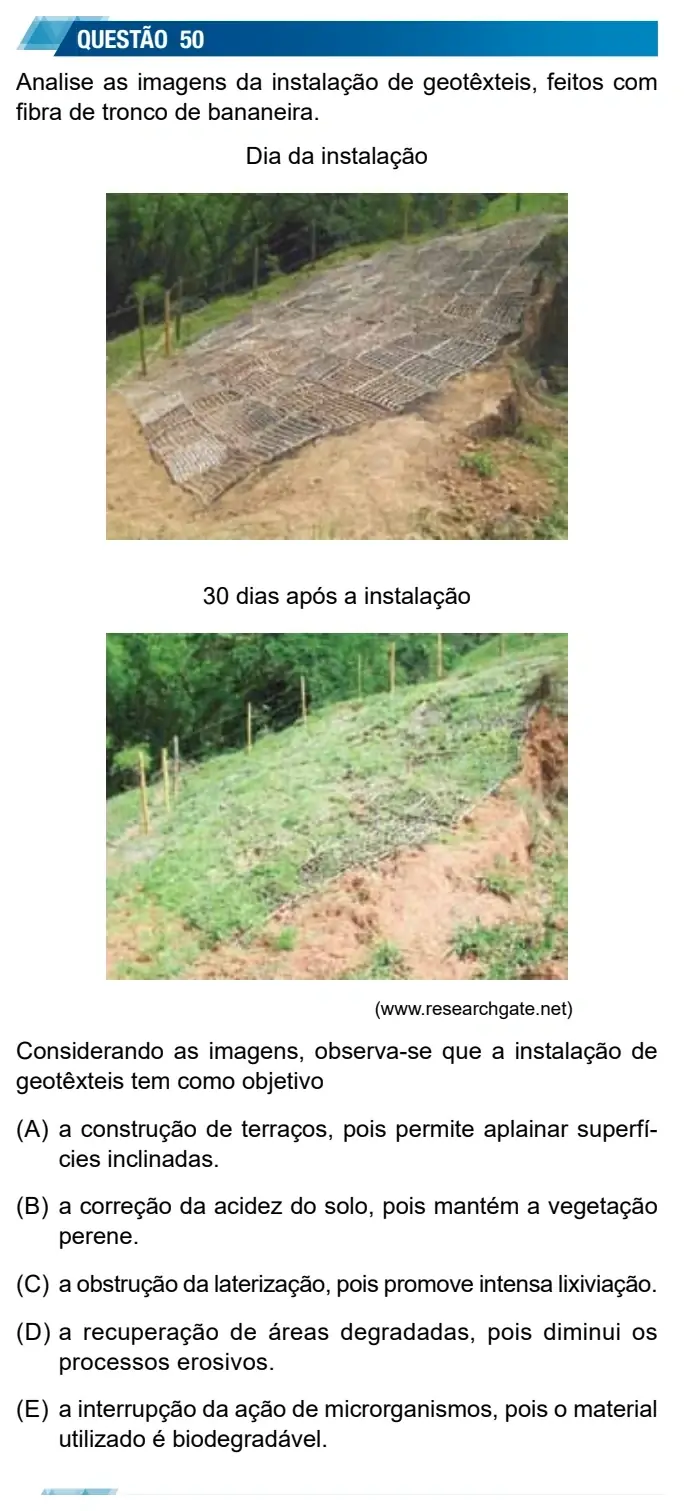 QUESTÃO 50
Analise as imagens da instalação de geotêxteis, feitos com
fibra de tronco de bananeira.
Dia da instalação
30 dias após a instalação
(www.researchgate.net)
Considerando as imagens, observa-se que a instalação de
geotêxteis tem como objetivo
(A) a construção de terraços, pois permite aplainar superfí-
cies inclinadas.
(B) a correção da acidez do solo, pois mantém a vegetação
perene.
(C) a obstrução da laterização, pois promove intensa lixiviação.
(D) a recuperação de áreas degradadas, pois diminui os
processos erosivos.
(E) a interrupção da ação de microrganismos, pois o material
utilizado é biodegradável.